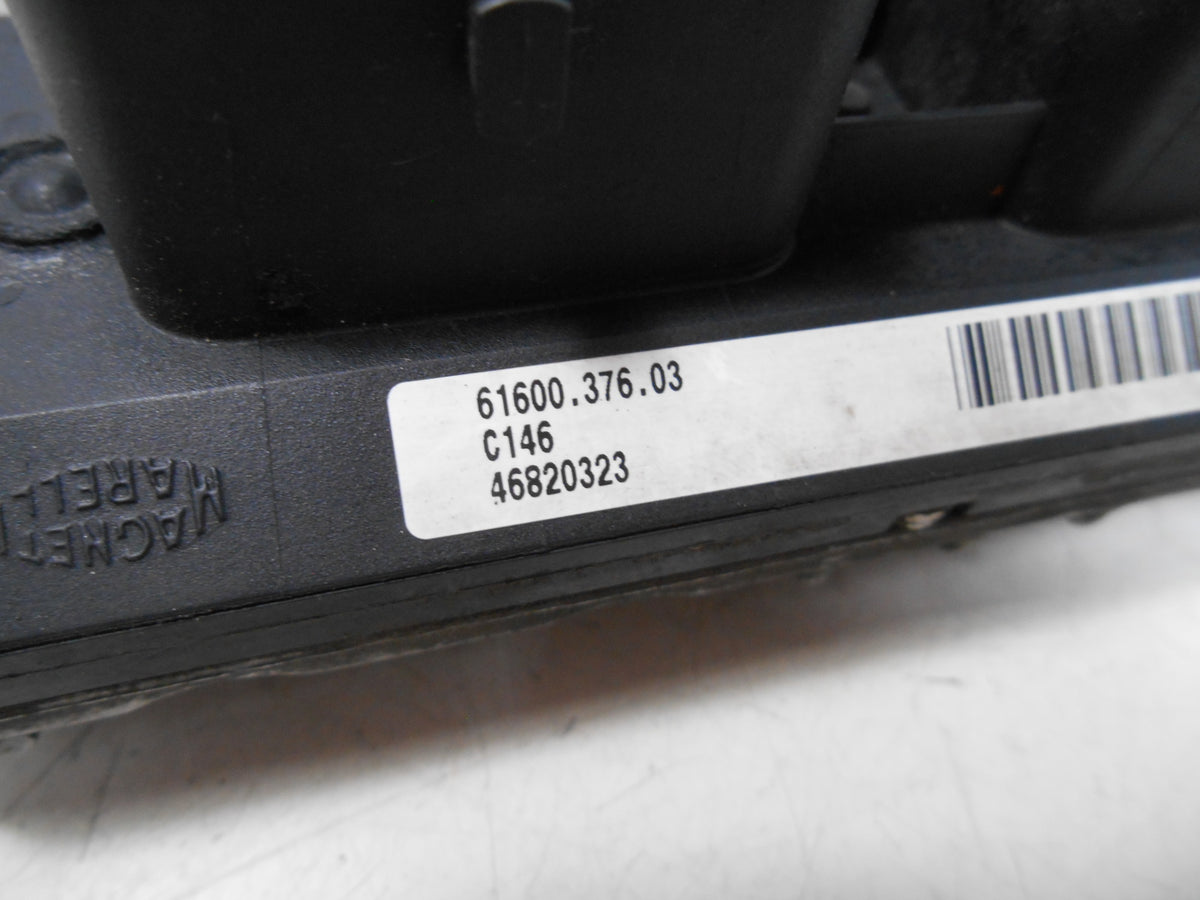 61600.376.03
C146
46820323
MAGNETI
MARELLI